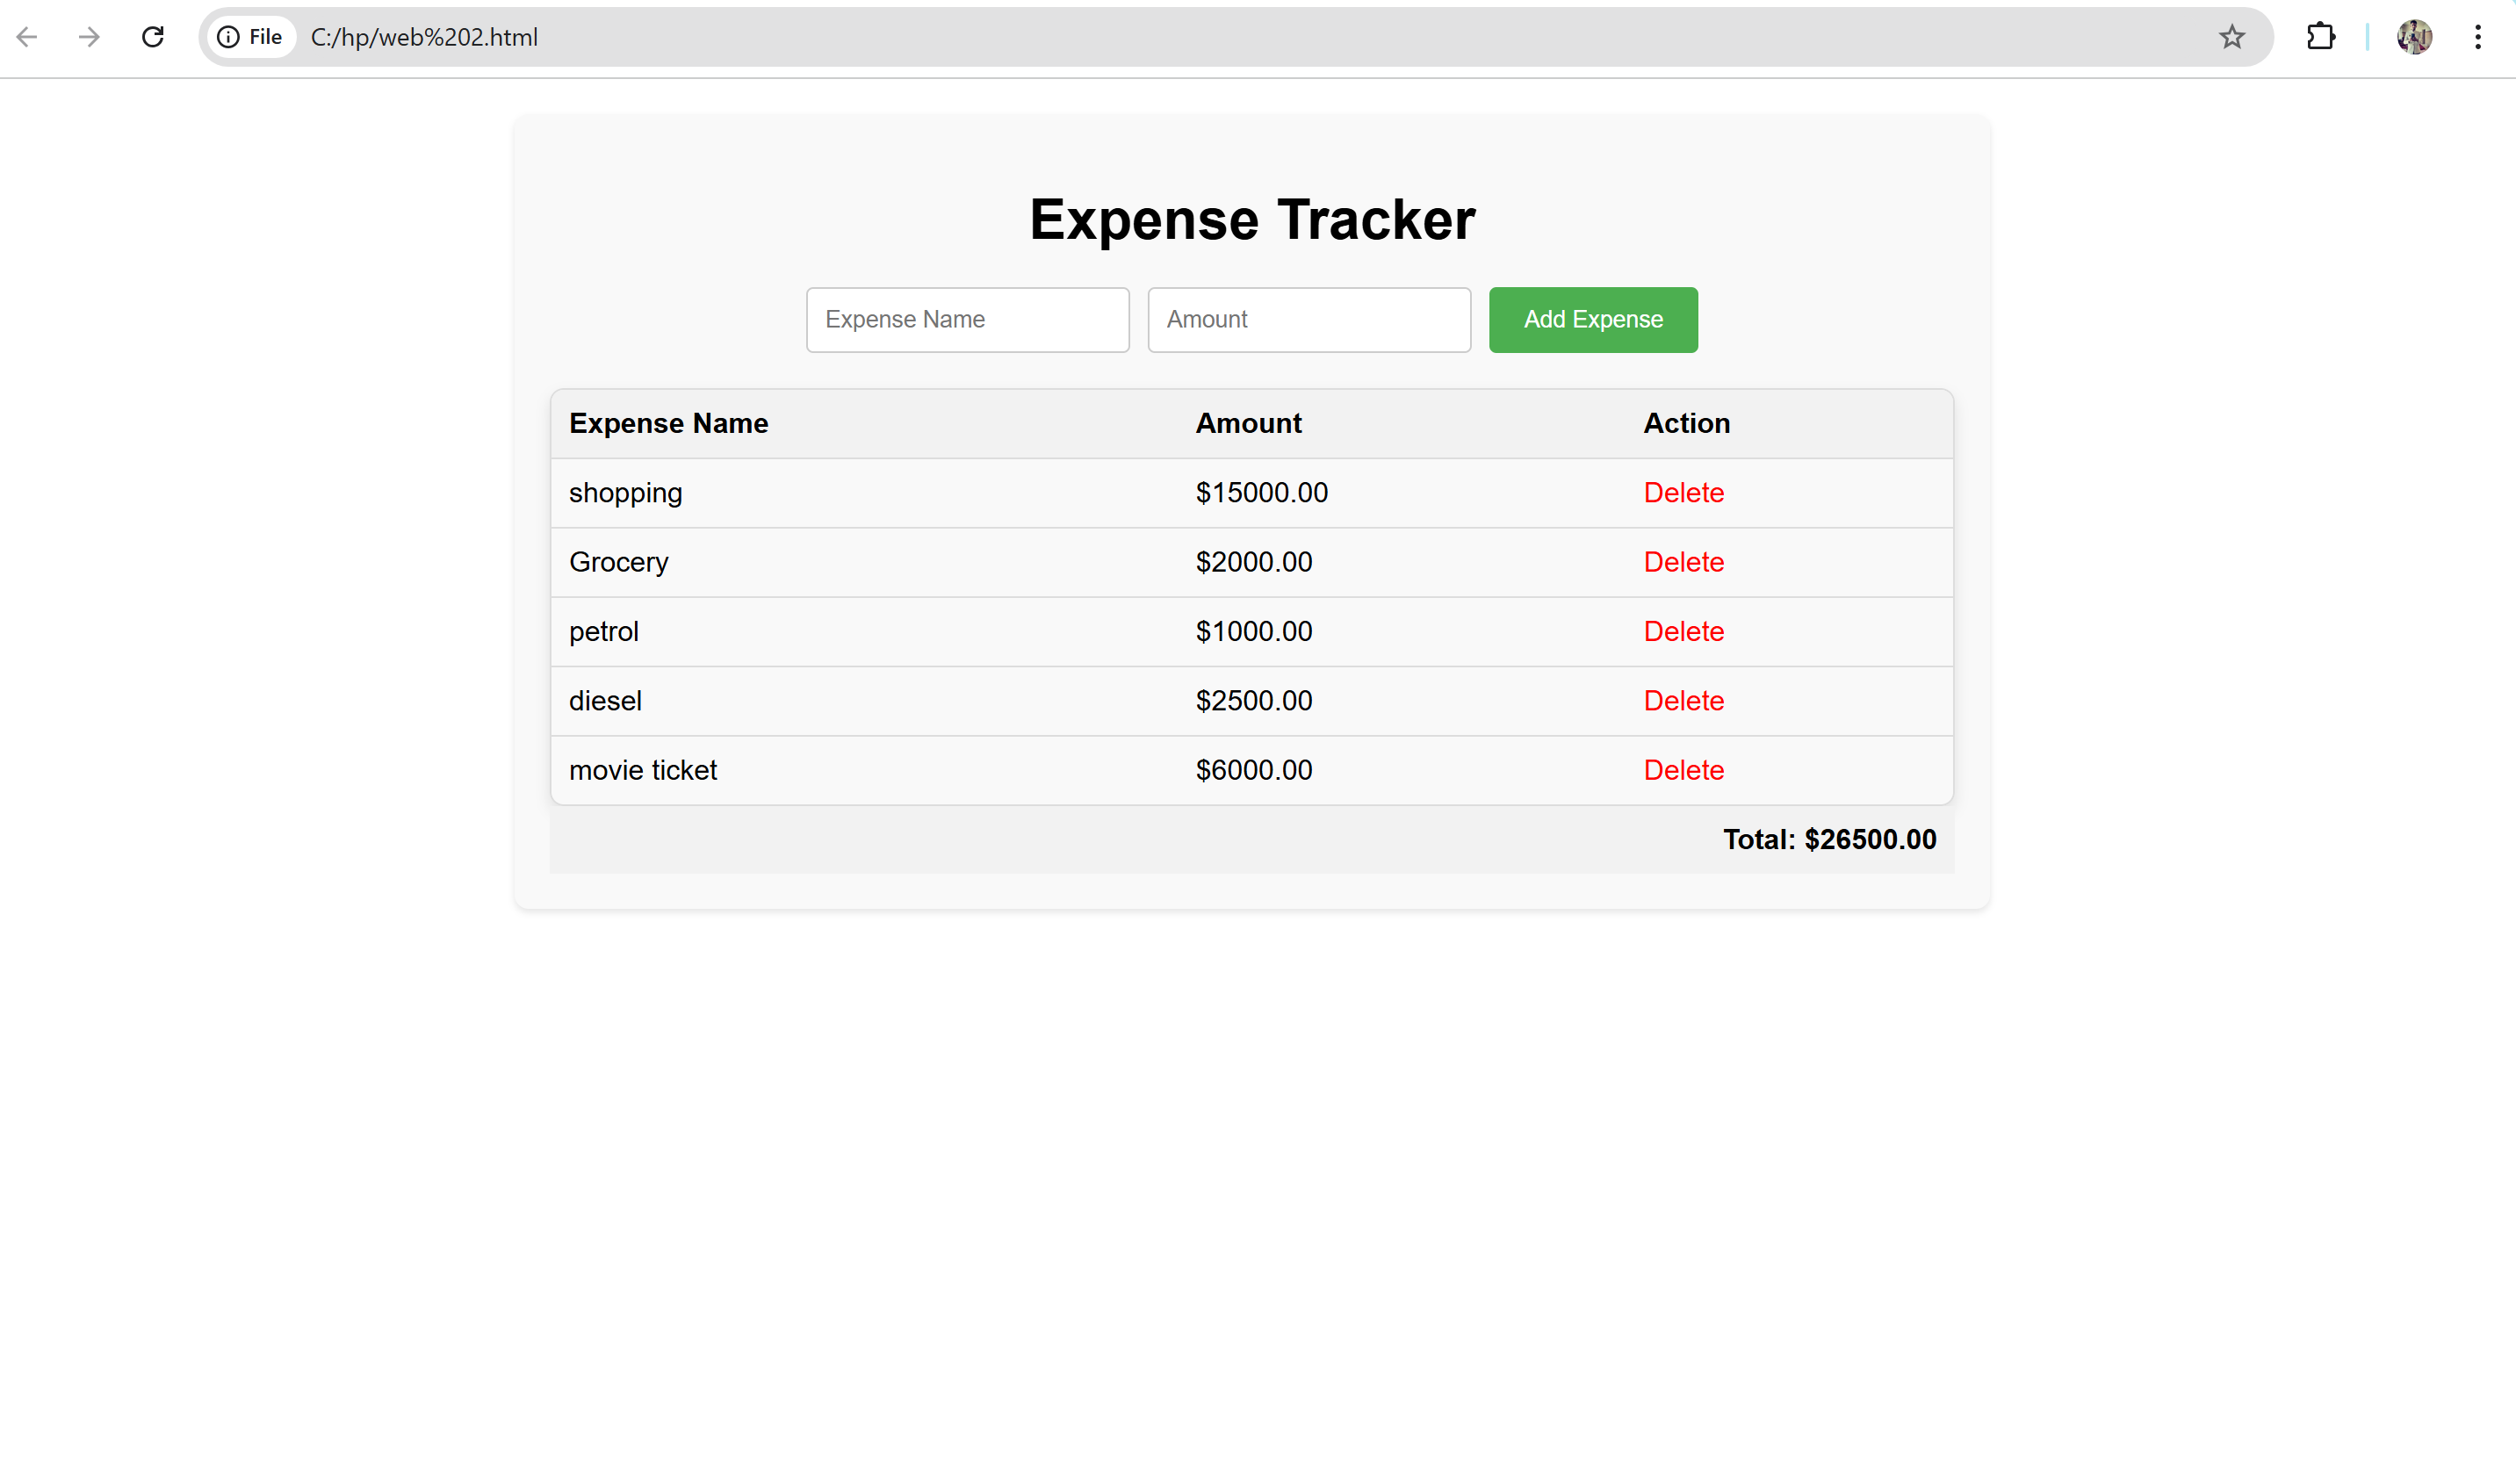 File C:/hp/web%202.html
Expense Tracker
Expense Name Amount Add Expense
Expense Name Amount Action
shopping $15000.00 Delete
Grocery $2000.00 Delete
petrol $1000.00 Delete
diesel $2500.00 Delete
movie ticket $6000.00 Delete
Total: $26500.00